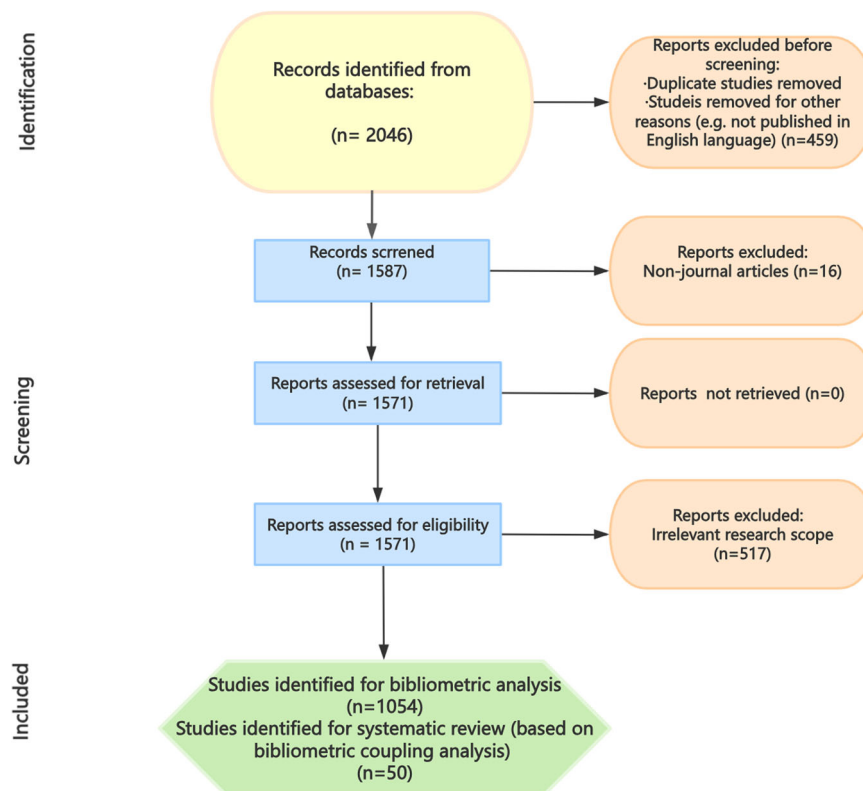 Identification
Records identified from
databases:
(n= 2046)
Reports excluded before
screening:
·Duplicate studies removed
·Studeis removed for other
reasons (e.g. not published in
English language) (n=459)
Screening
Records scrrened
(n= 1587)
Reports excluded:
Non-journal articles (n=16)
Reports assessed for retrieval
(n= 1571)
Reports not retrieved (n=0)
Reports assessed for eligibility
(n = 1571)
Reports excluded:
Irrelevant research scope
(n=517)
Included
Studies identified for bibliometric analysis
(n=1054)
Studies identified for systematic review (based on
bibliometric coupling analysis)
(n=50)